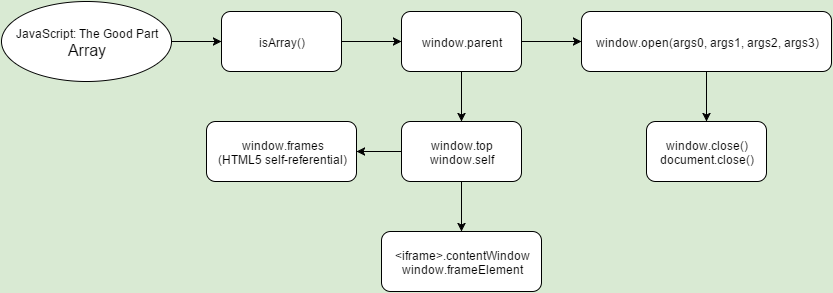 JavaScript: The Good Part
Array
isArray()
window.parent
window.open(args0, args1, args2, args3)
window.frames
(HTML5 self-referential)
window.top
window.self
window.close()
document.close()
<iframe>.contentWindow
window.frameElement